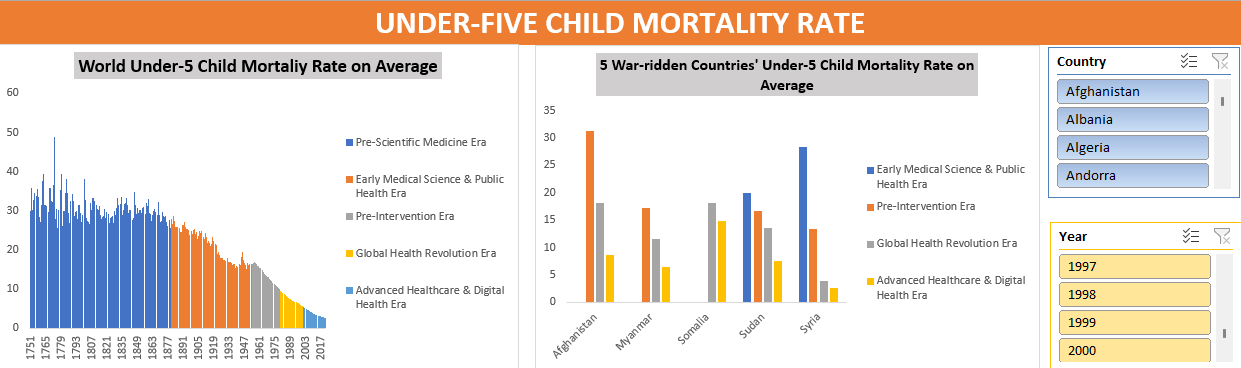 UNDER-FIVE CHILD MORTALITY RATE
World Under-5 Child Mortaliy Rate on Average
60
50
40
30
20
10
0
1751
1765
1779
1793
1807
1821
1835
1849
1863
1877
1891
1905
1919
1933
1947
1961
1975
1989
2003
2017
Pre-Scientific Medicine Era
Early Medical Science & Public
Health Era
Pre-Intervention Era
Global Health Revolution Era
Advanced Healthcare & Digital
Health Era
5 War-ridden Countries' Under-5 Child Mortaliy Rate on
Average
35
30
25
20
15
10
5
0
Afghanistan
Myanmar
Somalia
Sudan
Syria
Early Medical Science & Public
Health Era
Pre-Intervention Era
Global Health Revolution Era
Advanced Healthcare & Digital
Health Era
Country
Afghanistan
Albania
Algeria
Andorra
Year
1997
1998
1999
2000